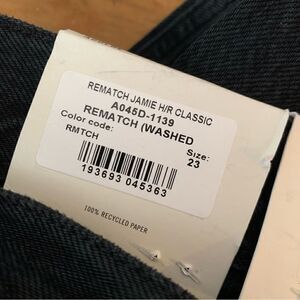 REMATCH JAMIE H/R CLASSIC
A045D-1139
REMATCH (WASHED
Color code:
RMTCH
Size:
23
193693 045363
100% RECYCLED PAPER